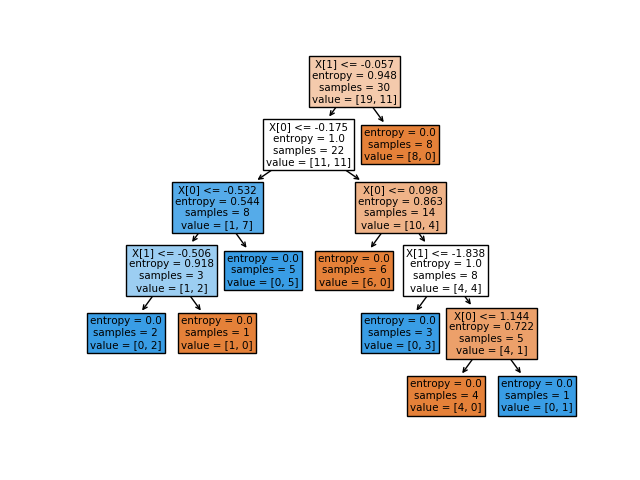 X[1] <= -0.057
entropy = 0.948
samples = 30
value = [19, 11]
X[0] <= -0.175
entropy = 1.0
samples = 22
value = [11, 11]
entropy = 0.0
samples = 8
value = [8, 0]
X[0] <= -0.532
entropy = 0.544
samples = 8
value = [1, 7]
X[0] <= 0.098
entropy = 0.863
samples = 14
value = [10, 4]
X[1] <= -0.506
entropy = 0.918
samples = 3
value = [1, 2]
entropy = 0.0
samples = 5
value = [0, 5]
entropy = 0.0
samples = 6
value = [6, 0]
X[1] <= -1.838
entropy = 1.0
samples = 8
value = [4, 4]
entropy = 0.0
samples = 2
value = [0, 2]
entropy = 0.0
samples = 1
value = [1, 0]
entropy = 0.0
samples = 3
value = [0, 3]
X[0] <= 1.144
entropy = 0.722
samples = 5
value = [4, 1]
entropy = 0.0
samples = 4
value = [4, 0]
entropy = 0.0
samples = 1
value = [0, 1]